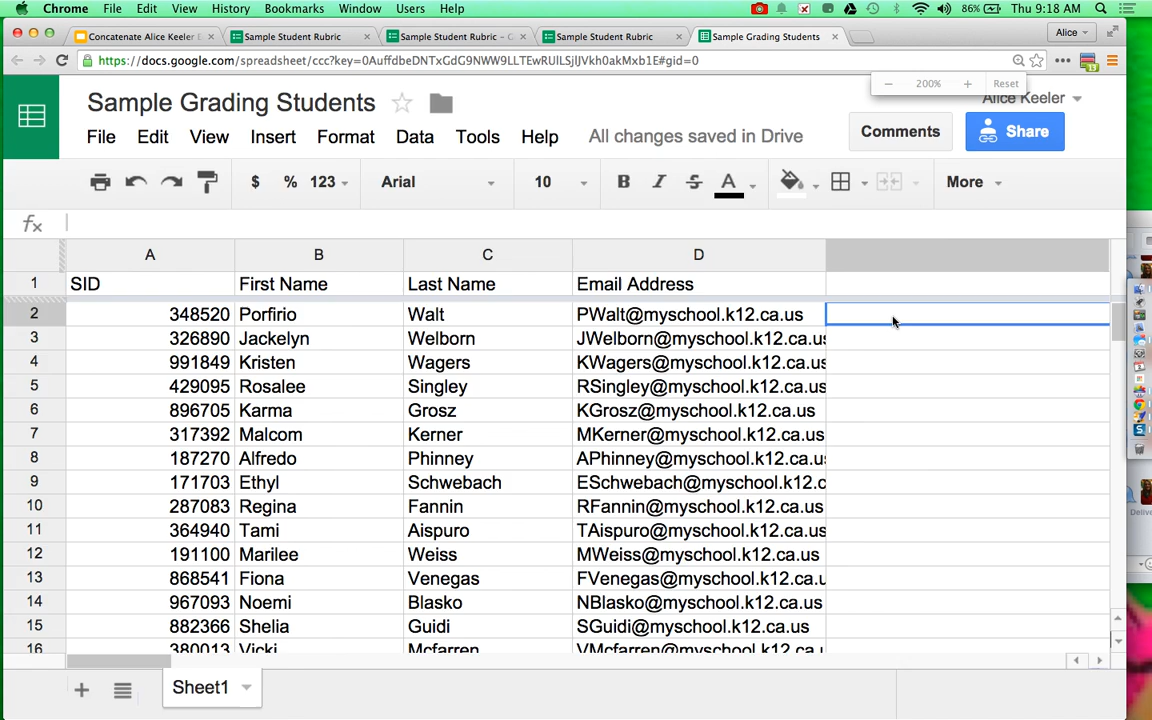 Chrome File Edit View History Bookmarks Window Users Help 86% Thu 9:18 AM
Concatenate Alice Keeler E Sample Student Rubric Sample Student Rubric - C Sample Student Rubric Sample Grading Students Alice
https://docs.google.com/spreadsheet/ccc?key=0AuffdbeDNTxGdG9NWW9LLTEwRUlLSjlJVkh0akMxb1E#gid=0
200% Reset
Sample Grading Students Alice Keeler
File Edit View Insert Format Data Tools Help All changes saved in Drive Comments Share
$ % 123 Arial 10 B I S A More
fx
A B C D
1 SID First Name Last Name Email Address
2 348520 Porfirio Walt PWalt@myschool.k12.ca.us
3 326890 Jackelyn Welborn JWelborn@myschool.k12.ca.us
4 991849 Kristen Wagers KWagers@myschool.k12.ca.us
5 429095 Rosalee Singley RSingley@myschool.k12.ca.us
6 896705 Karma Grosz KGrosz@myschool.k12.ca.us
7 317392 Malcom Kerner MKerner@myschool.k12.ca.us
8 187270 Alfredo Phinney APhinney@myschool.k12.ca.us
9 171703 Ethyl Schwebach ESchwebach@myschool.k12.c
10 287083 Regina Fannin RFannin@myschool.k12.ca.us
11 364940 Tami Aispuro TAispuro@myschool.k12.ca.us
12 191100 Marilee Weiss MWeiss@myschool.k12.ca.us
13 868541 Fiona Venegas FVenegas@myschool.k12.ca.u
14 967093 Noemi Blasko NBlasko@myschool.k12.ca.us
15 882366 Shelia Guidi SGuidi@myschool.k12.ca.us
16 380013 Vicki Mcfarren VMcfarren@myschool.k12.ca.us
Sheet1